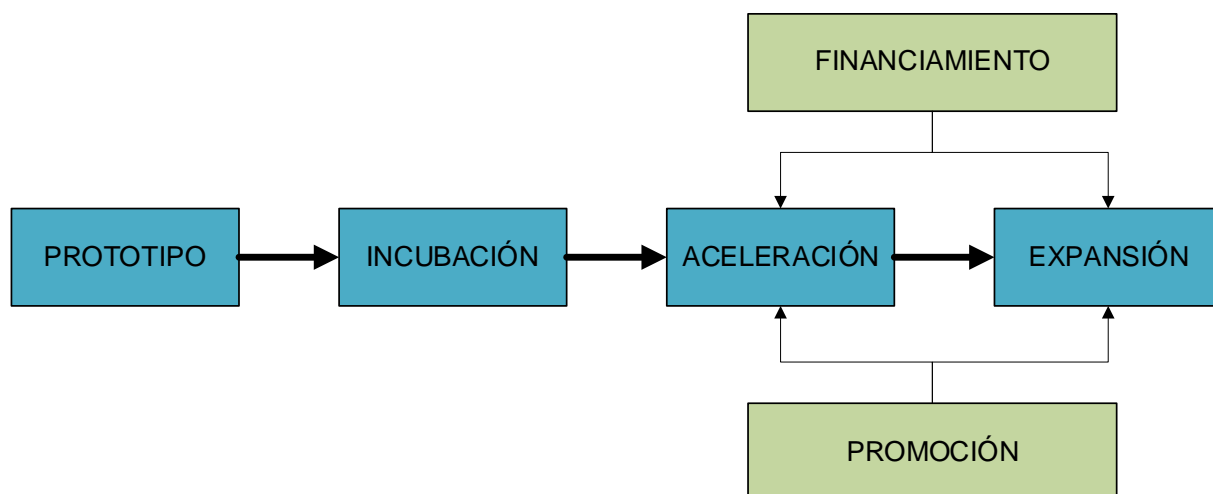 FINANCIAMIENTO
PROTOTIPO
INCUBACIÓN
ACELERACIÓN
EXPANSIÓN
PROMOCIÓN